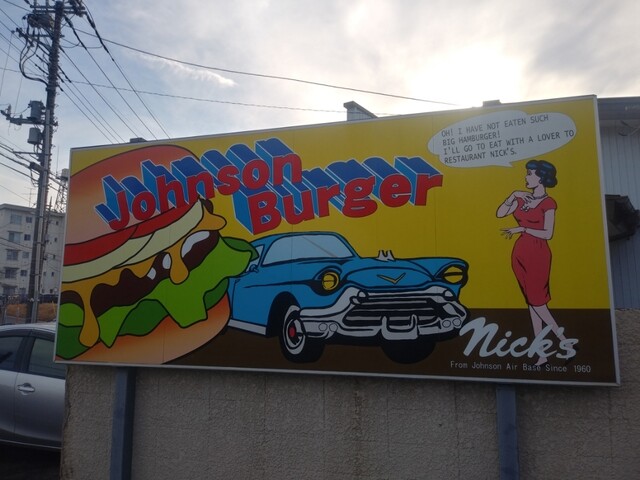 Johnson
Burger
OH! I HAVE NOT EATEN SUCH
BIG HAMBURGER!
I'LL GO TO EAT WITH A LOVER TO
RESTAURANT NICK'S.
Nick's
From Johnson Air Base Since 1960